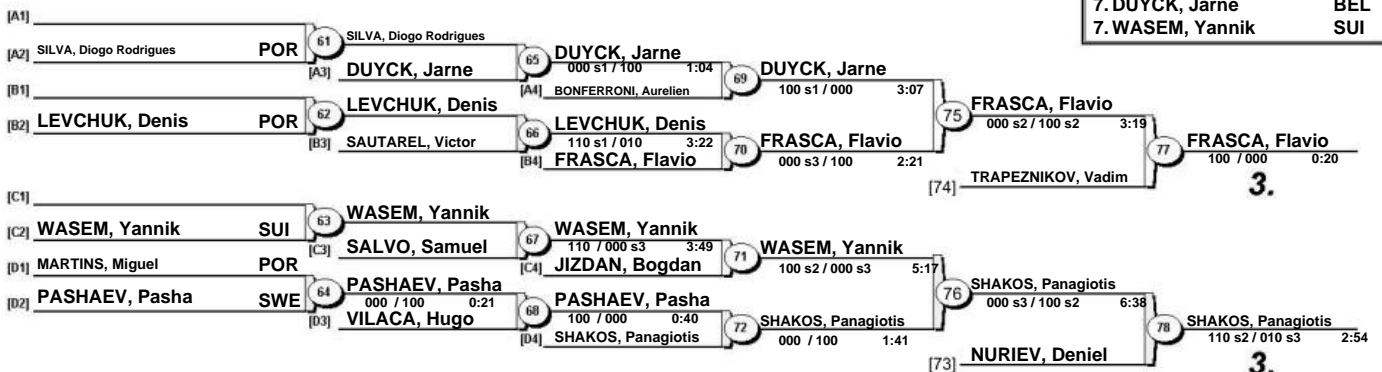 7. DUYCK, Jarne BEL
7. WASEM, Yannik SUI
[A1]
[A2] SILVA, Diogo Rodrigues POR
61 SILVA, Diogo Rodrigues
[A3] DUYCK, Jarne
65 DUYCK, Jarne
000 s1 / 100 1:04
[A4] BONFERRONI, Aurelien
69 DUYCK, Jarne
100 s1 / 000 3:07
[B1]
[B2] LEVCHUK, Denis POR
62 LEVCHUK, Denis
[B3] SAUTAREL, Victor
66 LEVCHUK, Denis
110 s1 / 010 3:22
[B4] FRASCA, Flavio
70 FRASCA, Flavio
000 s3 / 100 2:21
75 FRASCA, Flavio
000 s2 / 100 s2 3:19
[74] TRAPEZNIKOV, Vadim
77 FRASCA, Flavio
100 / 000 0:20
3.
[C1]
[C2] WASEM, Yannik SUI
63 WASEM, Yannik
[C3] SALVO, Samuel
67 WASEM, Yannik
110 / 000 s3 3:49
[C4] JIZDAN, Bogdan
71 WASEM, Yannik
100 s2 / 000 s3 5:17
[D1] MARTINS, Miguel POR
[D2] PASHAEV, Pasha SWE
64 PASHAEV, Pasha
000 / 100 0:21
[D3] VILACA, Hugo
68 PASHAEV, Pasha
100 / 000 0:40
[D4] SHAKOS, Panagiotis
72 SHAKOS, Panagiotis
000 / 100 1:41
76 SHAKOS, Panagiotis
000 s3 / 100 s2 6:38
[73] NURIEV, Deniel
78 SHAKOS, Panagiotis
110 s2 / 010 s3 2:54
3.